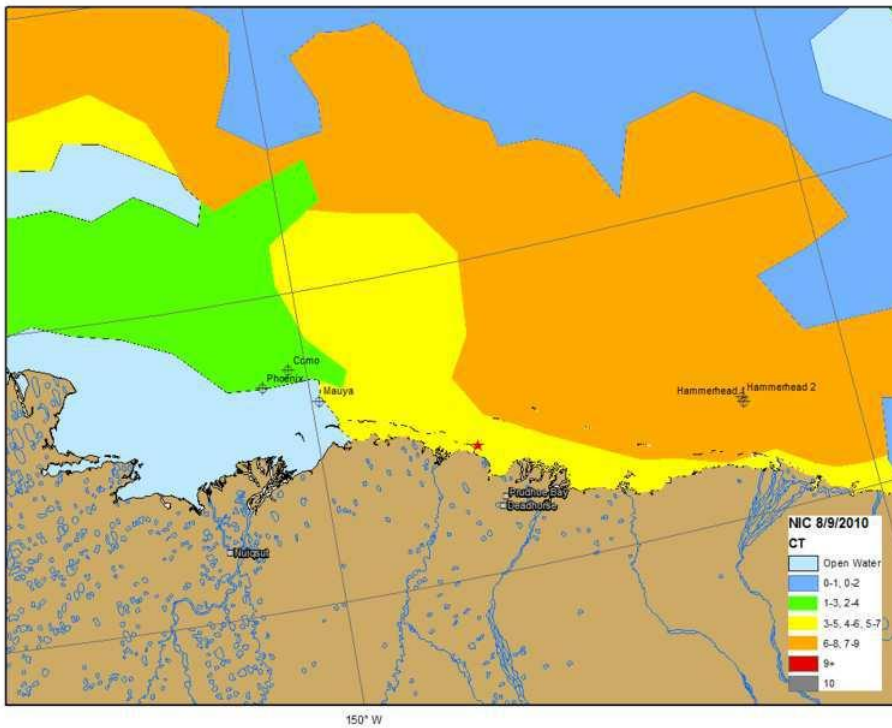 Como
Phoenix
Mauya
Hammerhead 1
Hammerhead 2
Prudhoe Bay
Deadhorse
Nuiqsut
NIC 8/9/2010
CT
Open Water
0-1, 0-2
1-3, 2-4
3-5, 4-6, 5-7
6-8, 7-9
9+
10
150° W